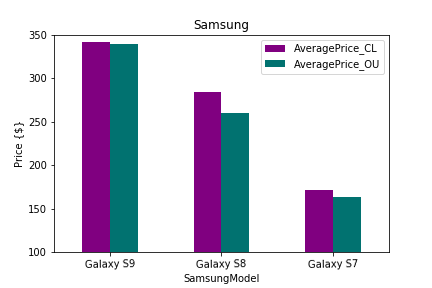 Samsung
AveragePrice_CL
AveragePrice_OU
Price {$}
350
300
250
200
150
100
Galaxy S9
Galaxy S8
Galaxy S7
SamsungModel